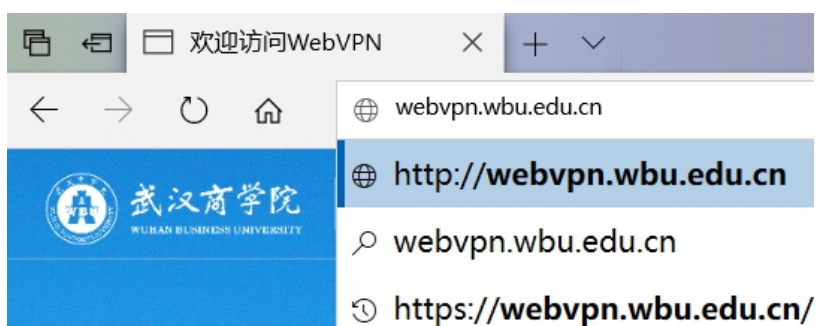 欢迎访问WebVPN
webvpn.wbu.edu.cn
http://webvpn.wbu.edu.cn
武汉商学院
WUHAN BUSINESS UNIVERSITY
WBU
webvpn.wbu.edu.cn
https://webvpn.wbu.edu.cn/